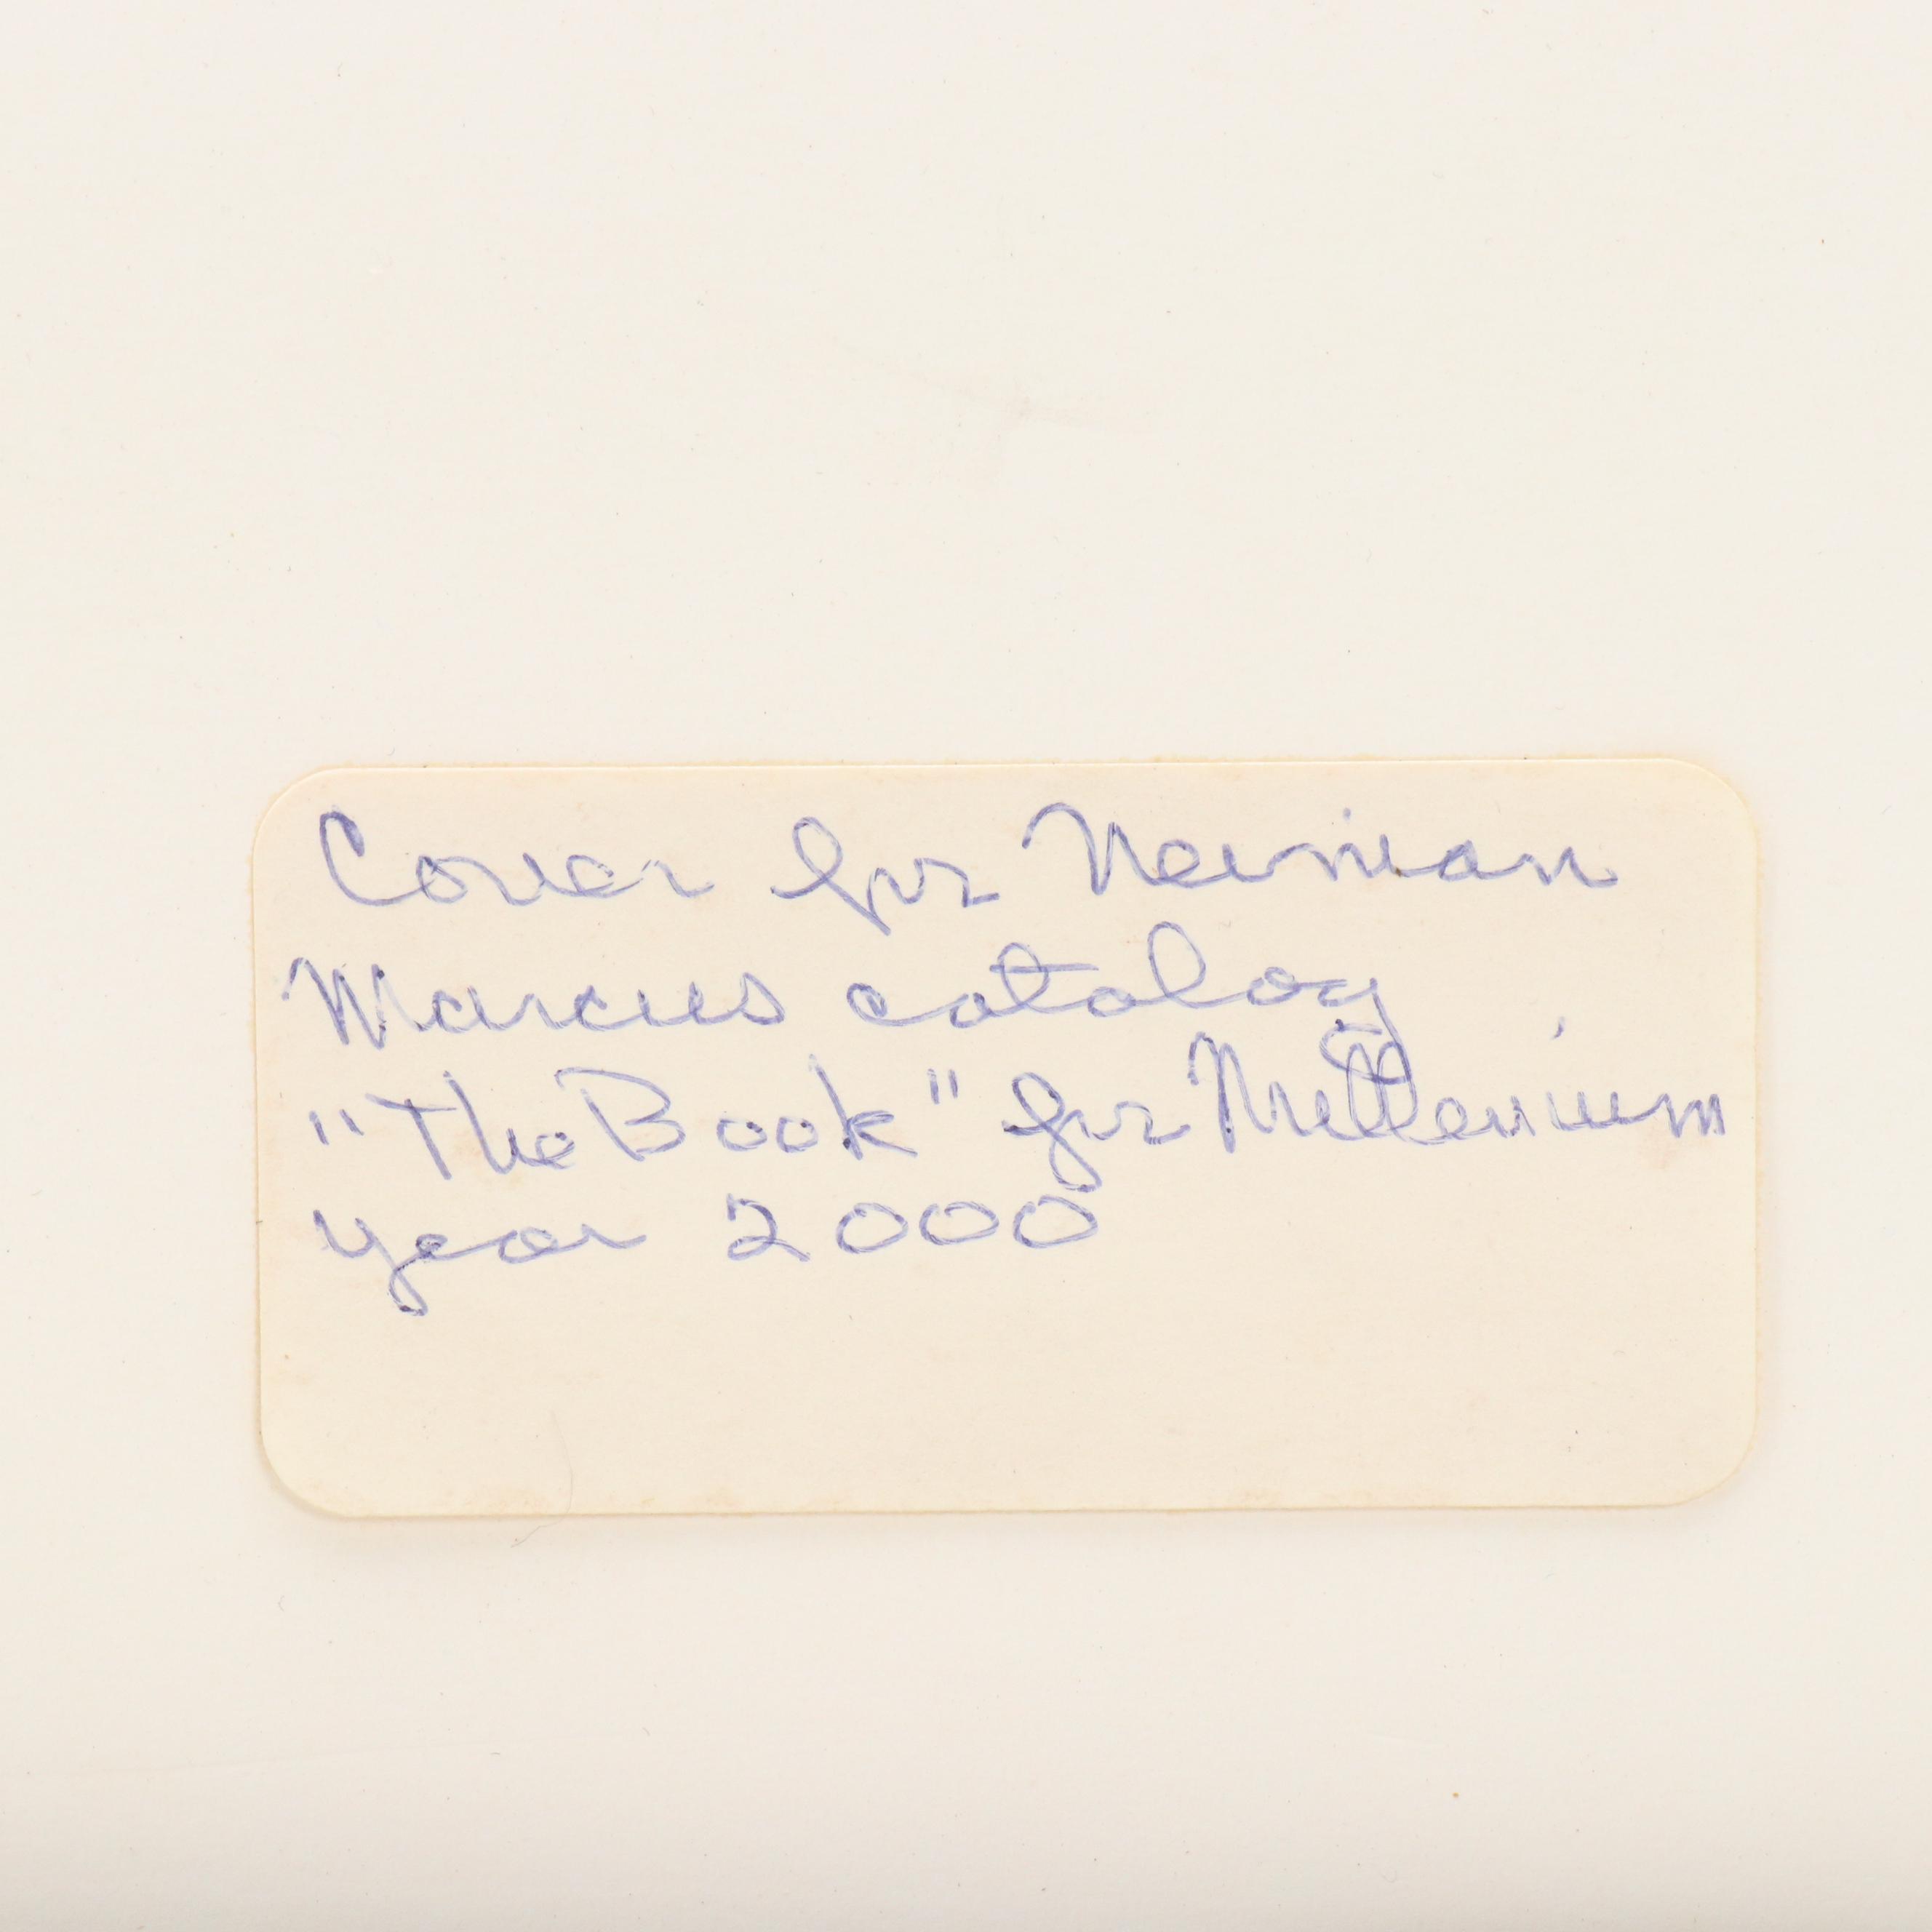 Cover for Neiman
Marcus catalog
"The Book" for Millenium
year 2000